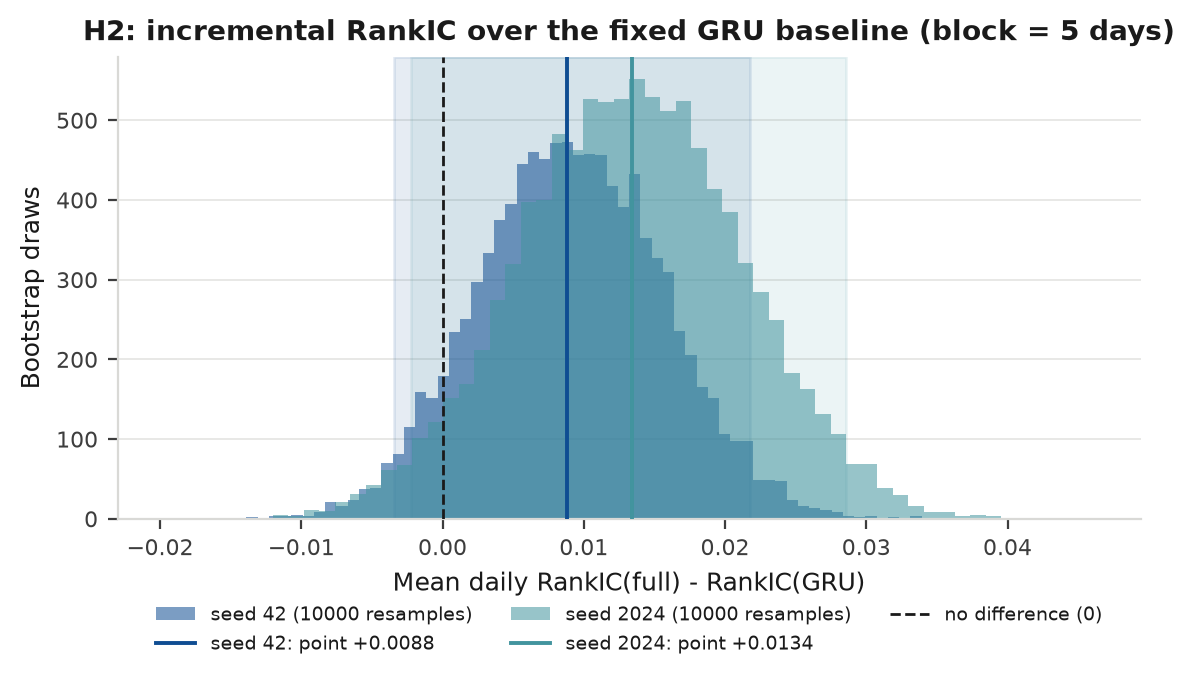 H2: incremental RankIC over the fixed GRU baseline (block = 5 days)
Bootstrap draws
500
400
300
200
100
0
−0.02
−0.01
0.00
0.01
0.02
0.03
0.04
Mean daily RankIC(full) - RankIC(GRU)
seed 42 (10000 resamples)
seed 2024 (10000 resamples)
no difference (0)
seed 42: point +0.0088
seed 2024: point +0.0134